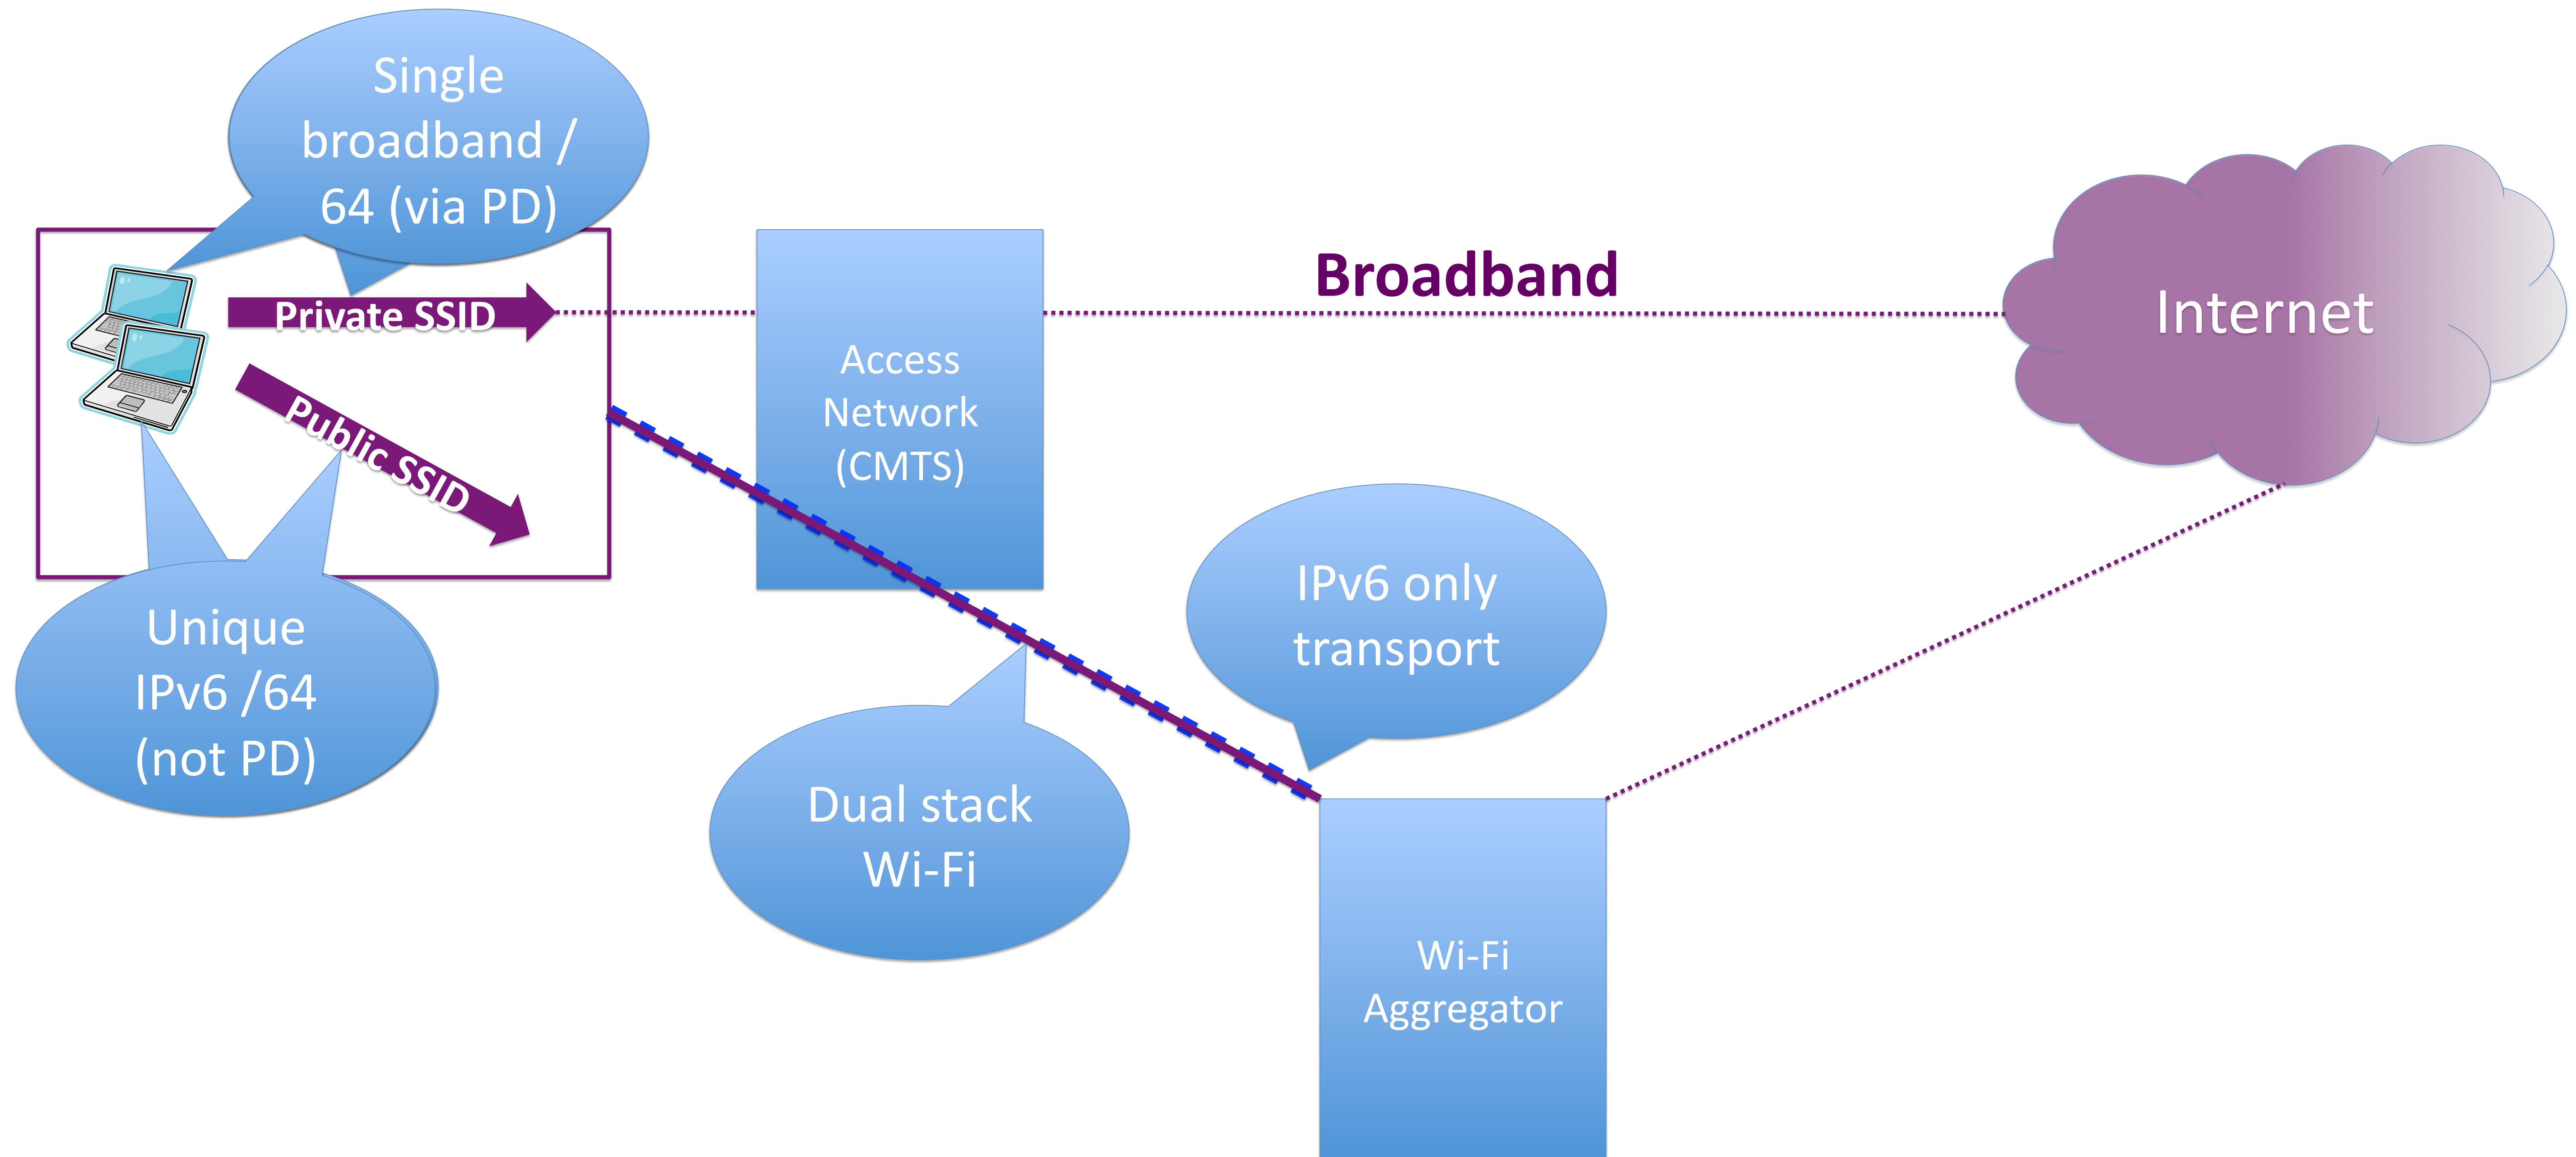 Single
broadband /
64 (via PD)
Private SSID
Public SSID
Unique
IPv6 /64
(not PD)
Access
Network
(CMTS)
Broadband
Internet
Dual stack
Wi-Fi
IPv6 only
transport
Wi-Fi
Aggregator